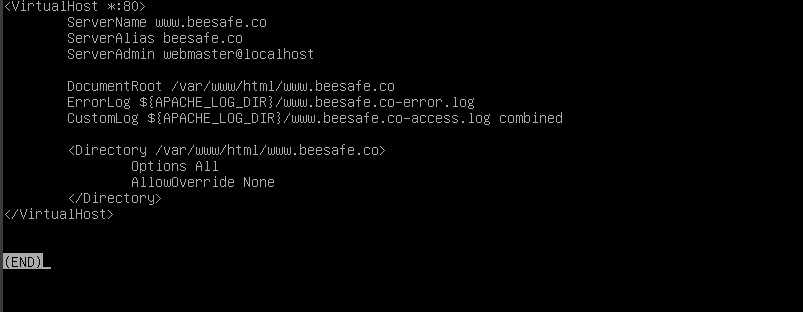 <VirtualHost *:80>
ServerName www.beesafe.co
ServerAlias beesafe.co
ServerAdmin webmaster@localhost
DocumentRoot /var/www/html/www.beesafe.co
ErrorLog ${APACHE_LOG_DIR}/www.beesafe.co-error.log
CustomLog ${APACHE_LOG_DIR}/www.beesafe.co-access.log combined
<Directory /var/www/html/www.beesafe.co>
Options All
AllowOverride None
</Directory>
</VirtualHost>
(END)